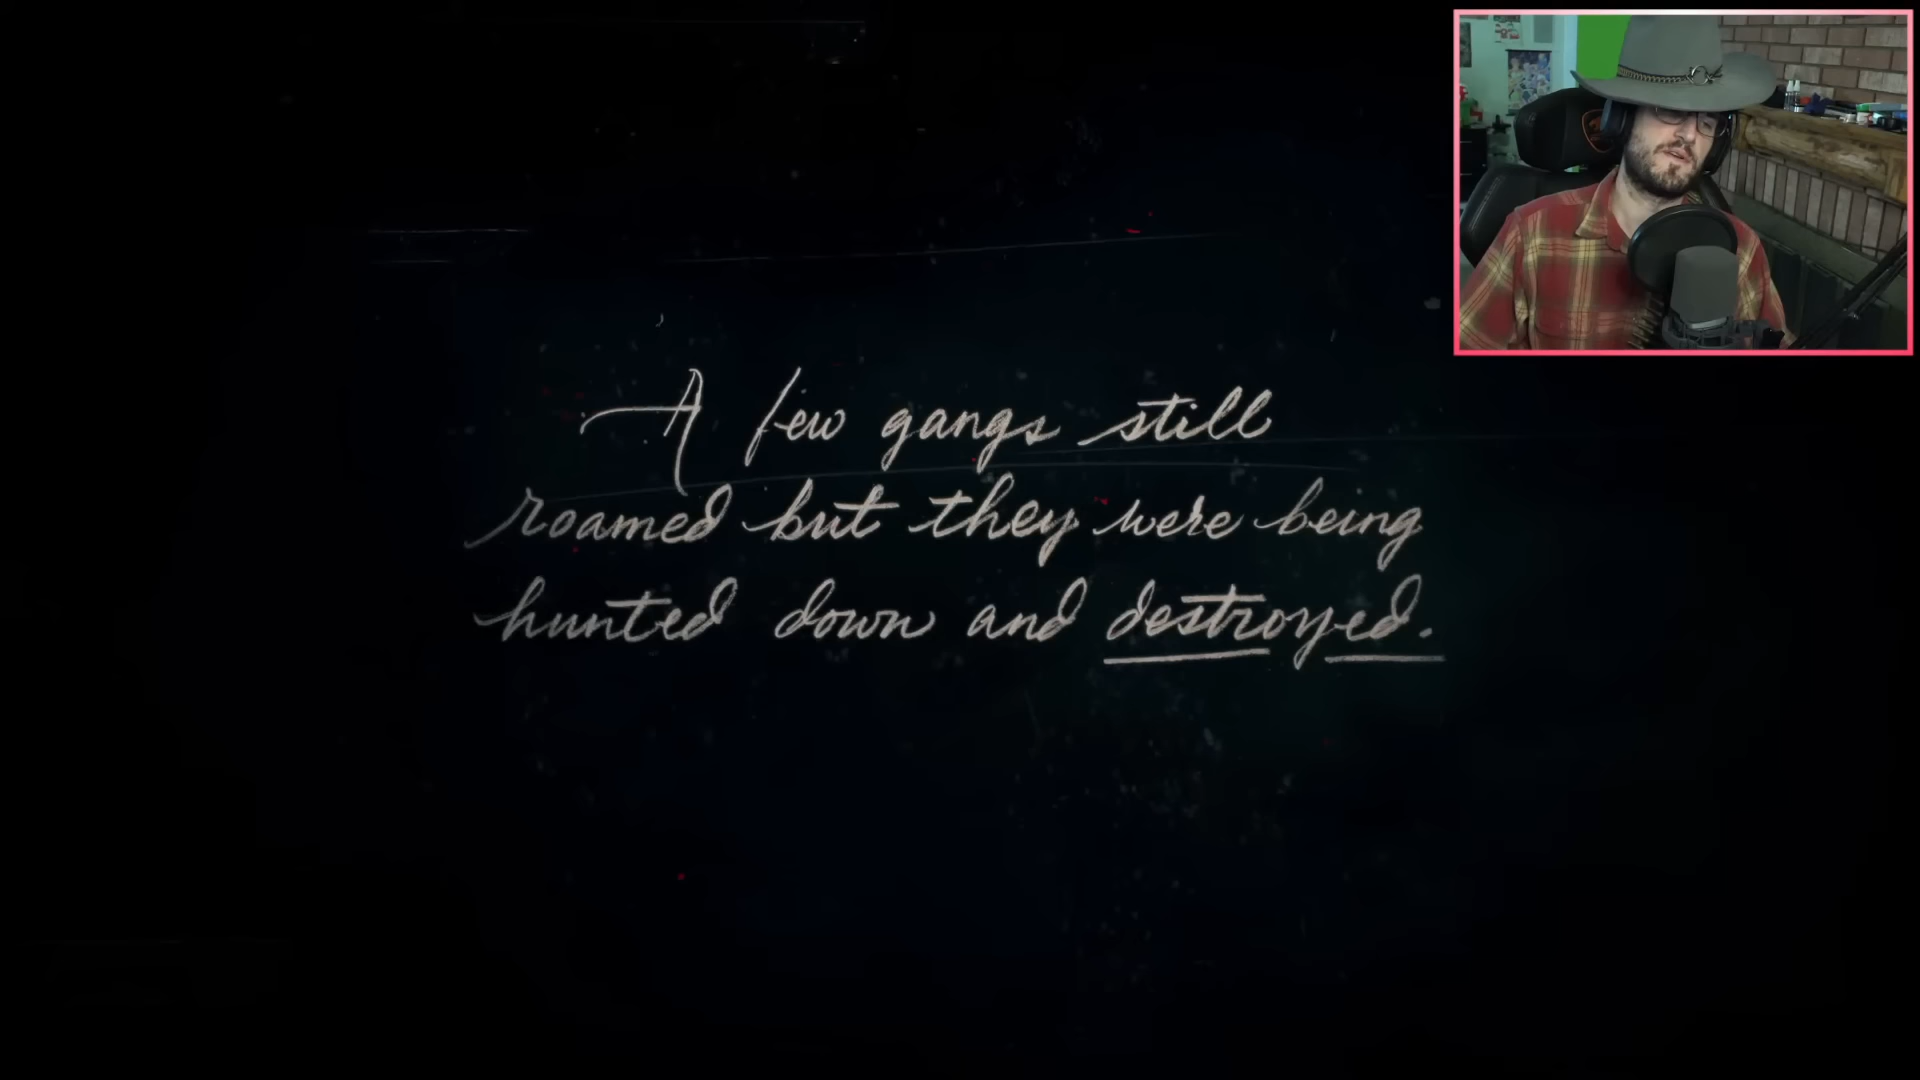 A few gangs still
roamed but they were being
hunted down and destroyed.